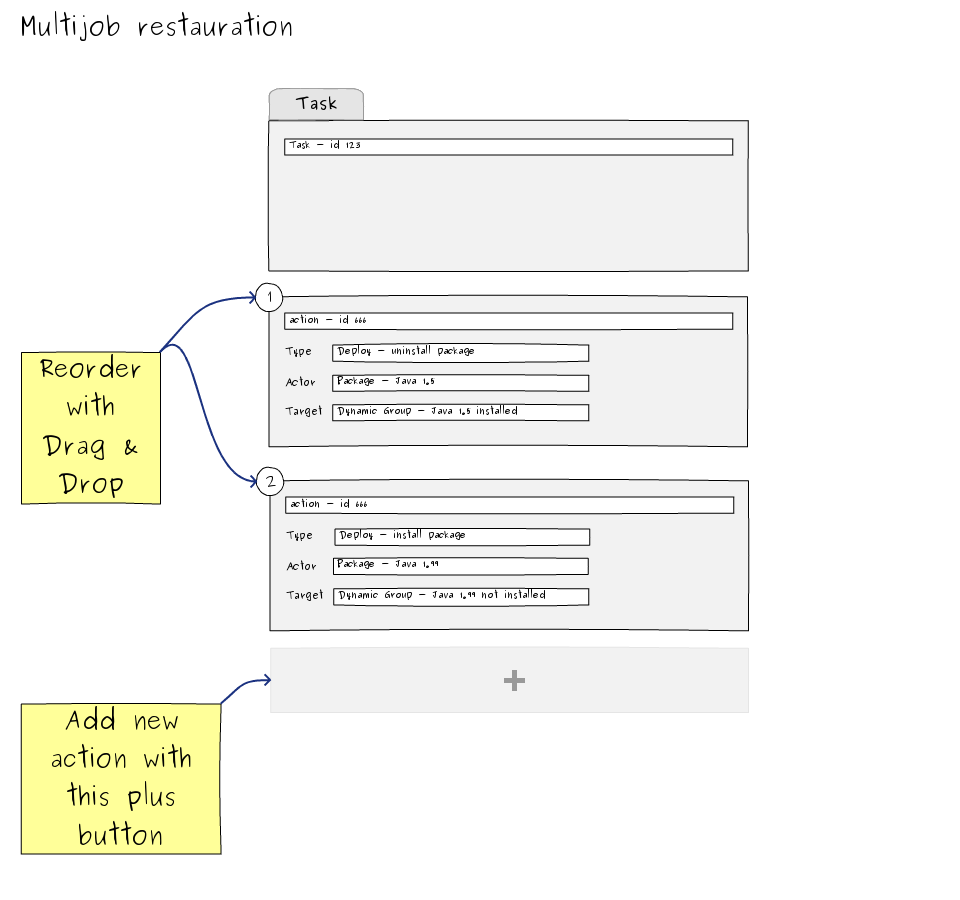 Multijob restauration
Task
Task – id 123
1
action – id 666
Type
Deploy – uninstall package
Actor
Package – Java 1.5
Target
Dynamic Group – Java 1.5 installed
Reorder
with
Drag &
Drop
2
action – id 666
Type
Deploy – install package
Actor
Package – Java 1.99
Target
Dynamic Group – Java 1.99 not installed
+
Add new
action with
this plus
button